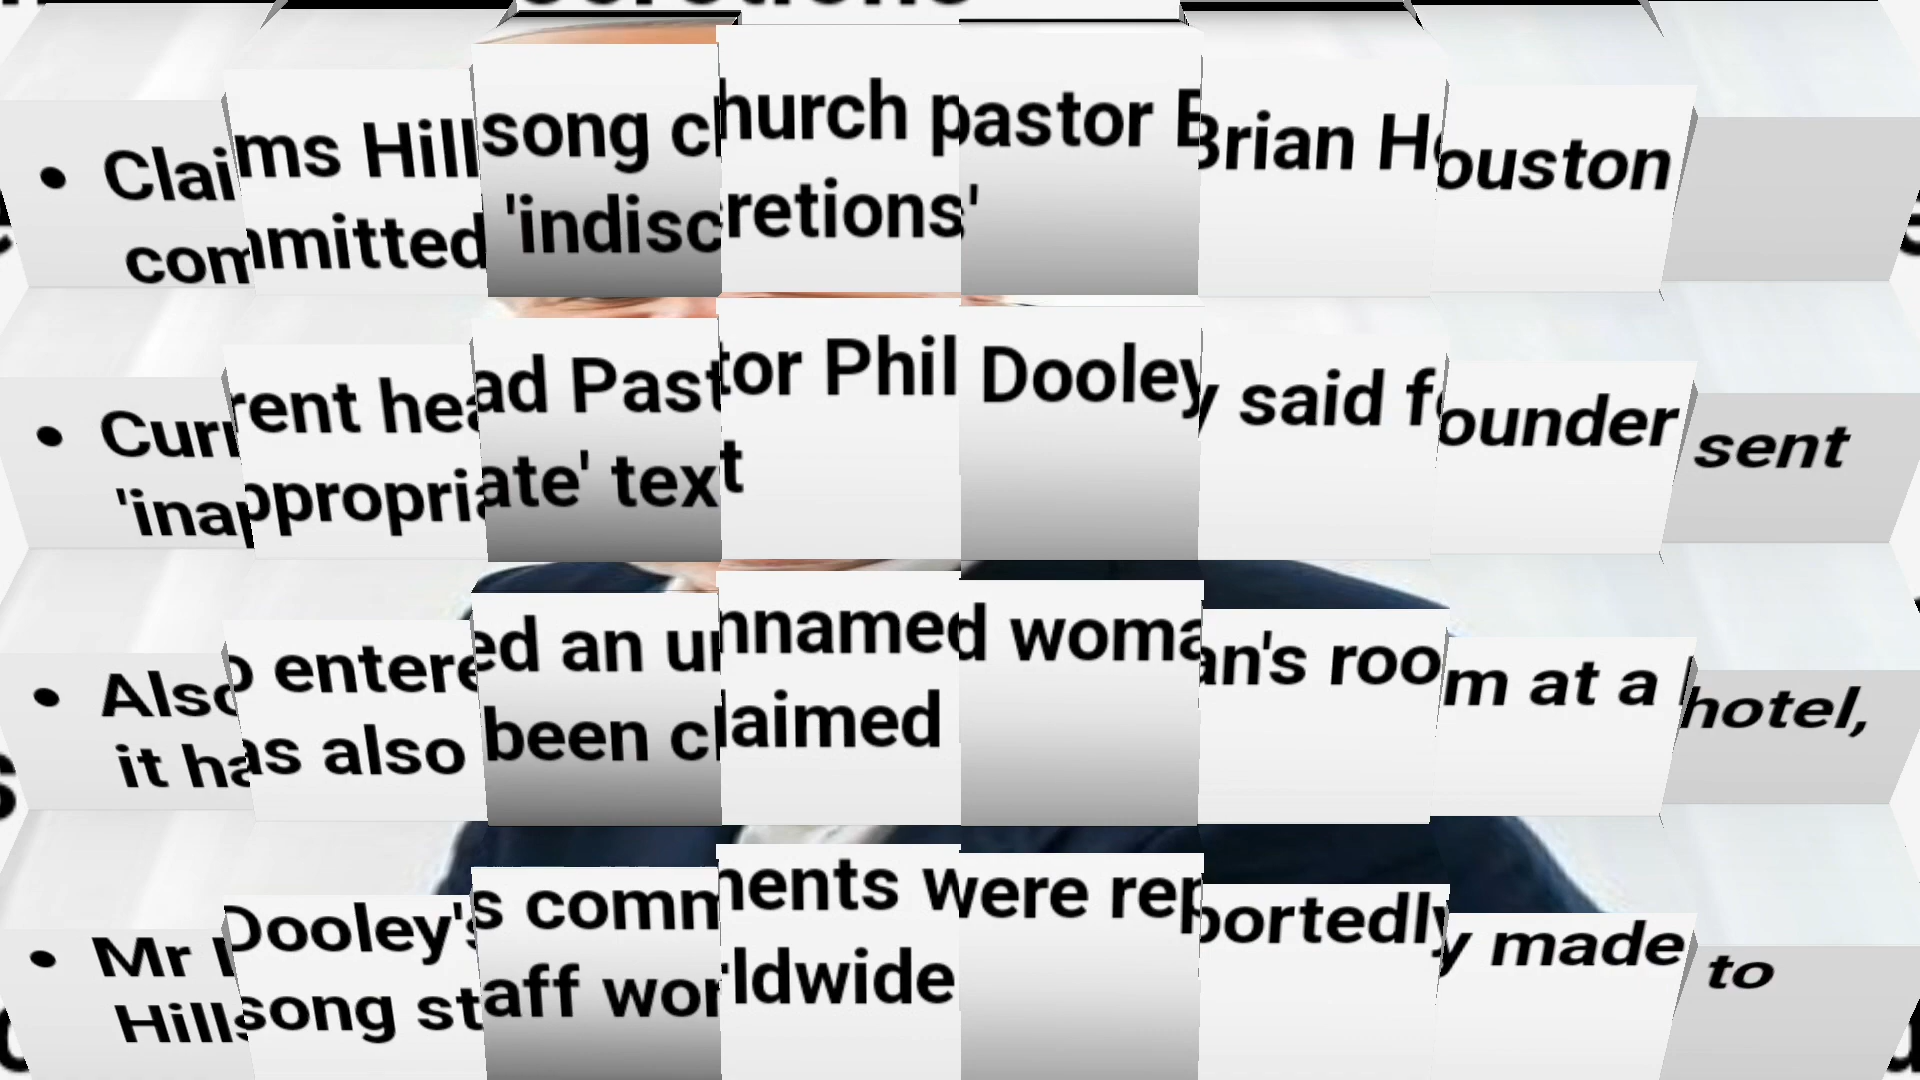 • Claims Hillsong church pastor Brian Houston
committed 'indiscretions'
• Current head Pastor Phil Dooley said founder sent
'inappropriate' text
• Also entered an unnamed woman's room at a hotel,
it has also been claimed
• Mr Dooley's comments were reportedly made to
Hillsong staff worldwide